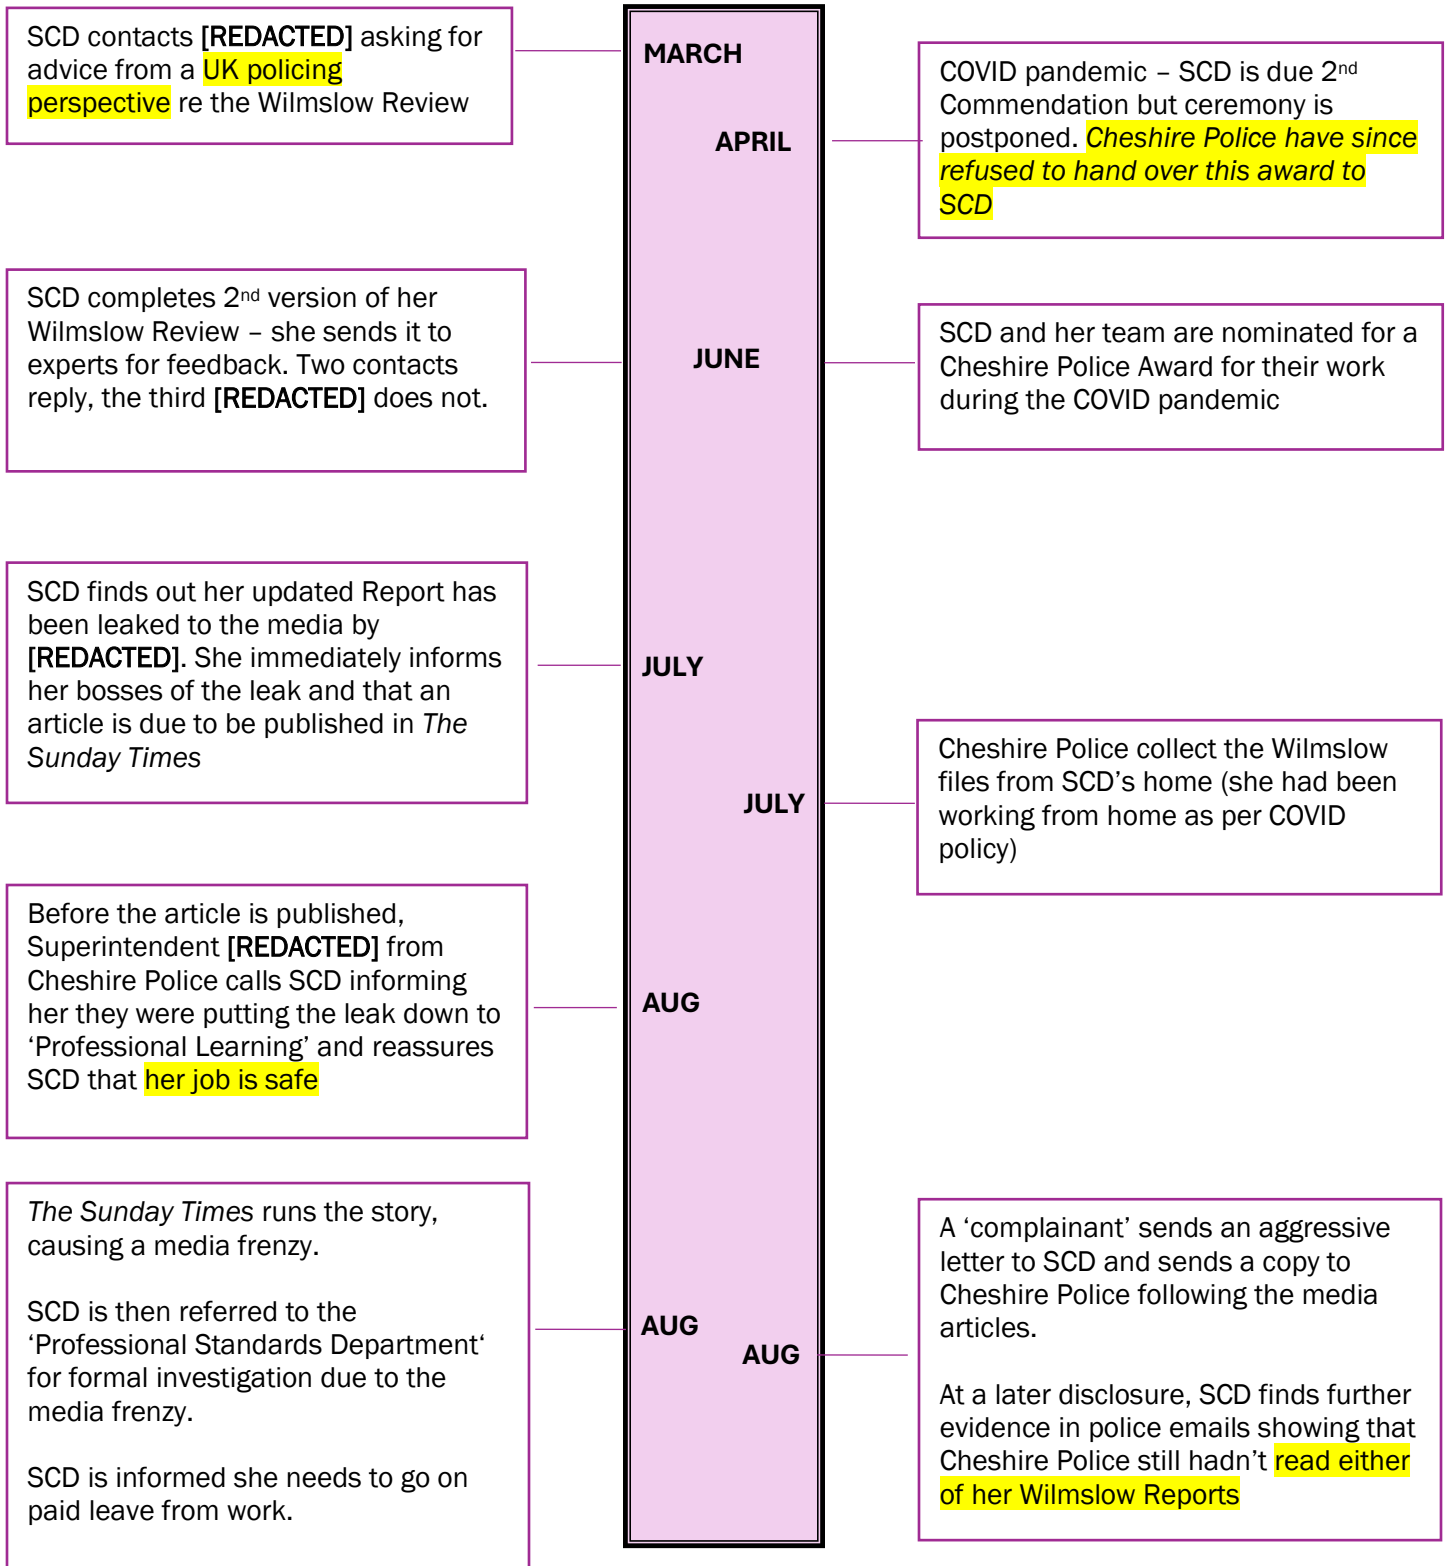 SCD contacts [REDACTED] asking for
advice from a UK policing
perspective re the Wilmslow Review
MARCH
COVID pandemic – SCD is due 2nd
Commendation but ceremony is
postponed. Cheshire Police have since
refused to hand over this award to
SCD
APRIL
SCD completes 2nd version of her
Wilmslow Review – she sends it to
experts for feedback. Two contacts
reply, the third [REDACTED] does not.
JUNE
SCD and her team are nominated for a
Cheshire Police Award for their work
during the COVID pandemic
SCD finds out her updated Report has
been leaked to the media by
[REDACTED]. She immediately informs
her bosses of the leak and that an
article is due to be published in The
Sunday Times
JULY
Cheshire Police collect the Wilmslow
files from SCD’s home (she had been
working from home as per COVID
policy)
JULY
Before the article is published,
Superintendent [REDACTED] from
Cheshire Police calls SCD informing
her they were putting the leak down to
‘Professional Learning’ and reassures
SCD that her job is safe
AUG
The Sunday Times runs the story,
causing a media frenzy.
SCD is then referred to the
‘Professional Standards Department‘
for formal investigation due to the
media frenzy.
SCD is informed she needs to go on
paid leave from work.
AUG
AUG
A ‘complainant’ sends an aggressive
letter to SCD and sends a copy to
Cheshire Police following the media
articles.
At a later disclosure, SCD finds further
evidence in police emails showing that
Cheshire Police still hadn’t read either
of her Wilmslow Reports